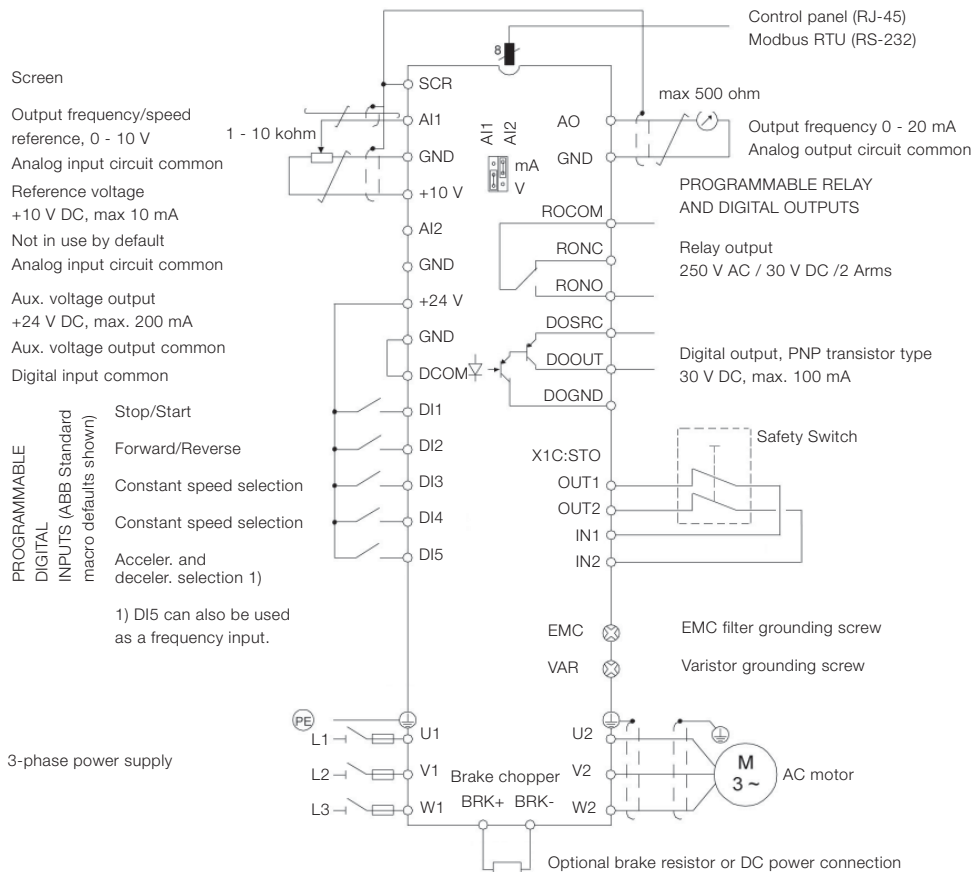 Control panel (RJ-45)
Modbus RTU (RS-232)
8
Screen
SCR
max 500 ohm
Output frequency/speed
reference, 0 - 10 V
1 - 10 kohm
AI1
AI1
AI2
mA
V
AO
Output frequency 0 - 20 mA
Analog input circuit common
GND
GND
Analog output circuit common
Reference voltage
+10 V DC, max 10 mA
+10 V
PROGRAMMABLE RELAY
AND DIGITAL OUTPUTS
ROCOM
Not in use by default
AI2
RONC
Relay output
250 V AC / 30 V DC /2 Arms
Analog input circuit common
GND
RONO
Aux. voltage output
+24 V DC, max. 200 mA
+24 V
DOSRC
Aux. voltage output common
GND
DOOUT
Digital output, PNP transistor type
30 V DC, max. 100 mA
Digital input common
DCOM
DOGND
PROGRAMMABLE
DIGITAL
INPUTS (ABB Standard
macro defaults shown)
Stop/Start
DI1
Forward/Reverse
DI2
Constant speed selection
DI3
Constant speed selection
DI4
Acceler. and
deceler. selection 1)
DI5
1) DI5 can also be used
as a frequency input.
Safety Switch
X1C:STO
OUT1
OUT2
IN1
IN2
EMC
EMC filter grounding screw
VAR
Varistor grounding screw
PE
3-phase power supply
L1
U1
U2
L2
V1
V2
L3
W1
W2
Brake chopper
BRK+ BRK-
M
3 ~
AC motor
Optional brake resistor or DC power connection